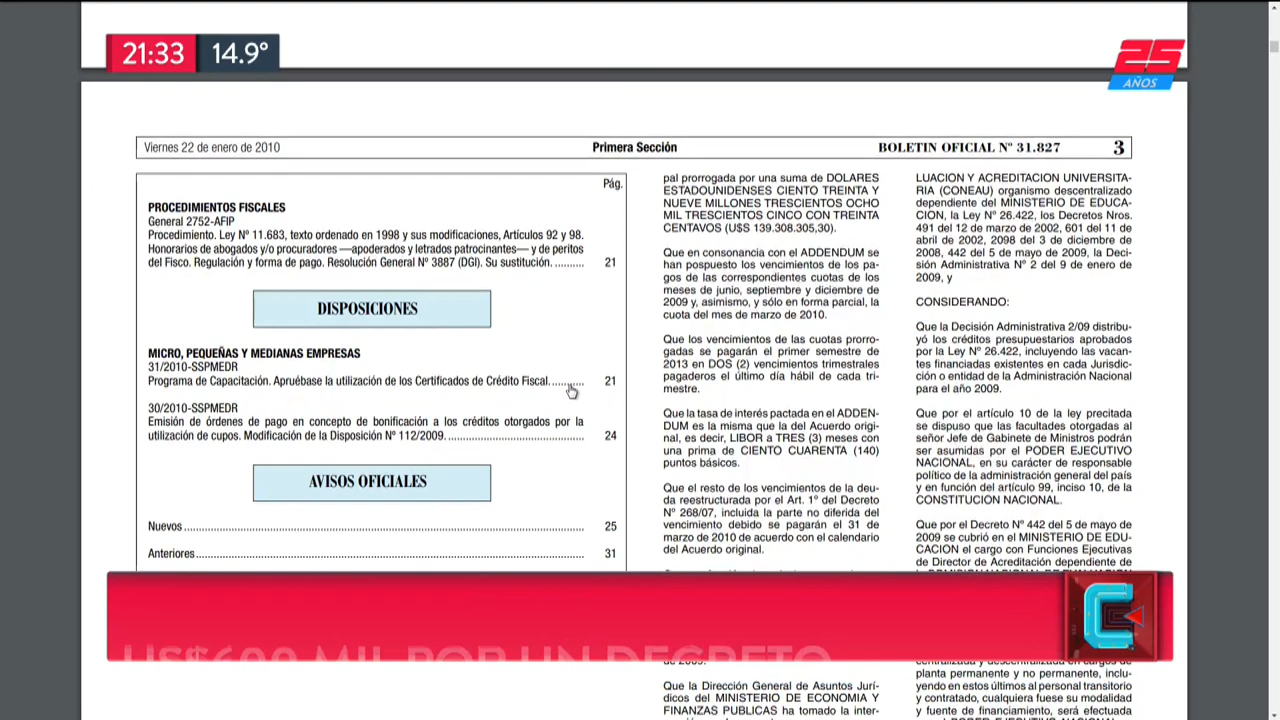 21:33 14.9°
25
AÑOS
Viernes 22 de enero de 2010 Primera Sección BOLETIN OFICIAL Nº 31.827 3
Pág.
PROCEDIMIENTOS FISCALES
General 2752-AFIP
Procedimiento. Ley Nº 11.683, texto ordenado en 1998 y sus modificaciones, Artículos 92 y 98.
Honorarios de abogados y/o procuradores —apoderados y letrados patrocinantes— y de peritos
del Fisco. Regulación y forma de pago. Resolución General Nº 3887 (DGI). Su sustitución. .......... 21
DISPOSICIONES
MICRO, PEQUEÑAS Y MEDIANAS EMPRESAS
31/2010-SSPMEDR
Programa de Capacitación. Apruébase la utilización de los Certificados de Crédito Fiscal. .......... 21
30/2010-SSPMEDR
Emisión de órdenes de pago en concepto de bonificación a los créditos otorgados por la
utilización de cupos. Modificación de la Disposición Nº 112/2009. .......... 24
AVISOS OFICIALES
Nuevos .......... 25
Anteriores .......... 31
pal prorrogada por una suma de DOLARES
ESTADOUNIDENSES CIENTO TREINTA Y
NUEVE MILLONES TRESCIENTOS OCHO
MIL TRESCIENTOS CINCO CON TREINTA
CENTAVOS (U$S 139.308.305,30).
Que en consonancia con el ADDENDUM se
han pospuesto los vencimientos de los pa-
gos de las correspondientes cuotas de los
meses de junio, septiembre y diciembre de
2009 y, asimismo, y sólo en forma parcial, la
cuota del mes de marzo de 2010.
Que los vencimientos de las cuotas prorro-
gadas se pagarán el primer semestre de
2013 en DOS (2) vencimientos trimestrales
pagaderos el último día hábil de cada tri-
mestre.
Que la tasa de interés pactada en el ADDEN-
DUM es la misma que la del Acuerdo origi-
nal, es decir, LIBOR a TRES (3) meses con
una prima de CIENTO CUARENTA (140)
puntos básicos.
Que el resto de los vencimientos de la deu-
da reestructurada por el Art. 1º del Decreto
Nº 268/07, incluida la parte no diferida del
vencimiento debido se pagarán el 31 de
marzo de 2010 de acuerdo con el calendario
del Acuerdo original.
de 2009.
Que la Dirección General de Asuntos Jurí-
dicos del MINISTERIO DE ECONOMIA Y
FINANZAS PUBLICAS ha tomado la inter-
LUACION Y ACREDITACION UNIVERSITA-
RIA (CONEAU) organismo descentralizado
dependiente del MINISTERIO DE EDUCA-
CION, la Ley Nº 26.422, los Decretos Nros.
491 del 12 de marzo de 2002, 601 del 11 de
abril de 2002, 2098 del 3 de diciembre de
2008, 442 del 5 de mayo de 2009, la Deci-
sión Administrativa Nº 2 del 9 de enero de
2009, y
CONSIDERANDO:
Que la Decisión Administrativa 2/09 distribu-
yó los créditos presupuestarios aprobados
por la Ley Nº 26.422, incluyendo las vacan-
tes financiadas existentes en cada Jurisdic-
ción o entidad de la Administración Nacional
para el año 2009.
Que por el artículo 10 de la ley precitada
se dispuso que las facultades otorgadas al
señor Jefe de Gabinete de Ministros podrán
ser asumidas por el PODER EJECUTIVO
NACIONAL, en su carácter de responsable
político de la administración general del país
y en función del artículo 99, inciso 10, de la
CONSTITUCION NACIONAL.
Que por el Decreto Nº 442 del 5 de mayo de
2009 se cubrió en el MINISTERIO DE EDU-
CACION el cargo con Funciones Ejecutivas
de Director de Acreditación dependiente de
centralizada y descentralizada en cargos de
planta permanente y no permanente, inclu-
yendo en estos últimos al personal transitorio
y contratado, cualquiera fuese su modalidad
y fuente de financiamiento, será efectuada
US$600 MIL POR UN DECRETO